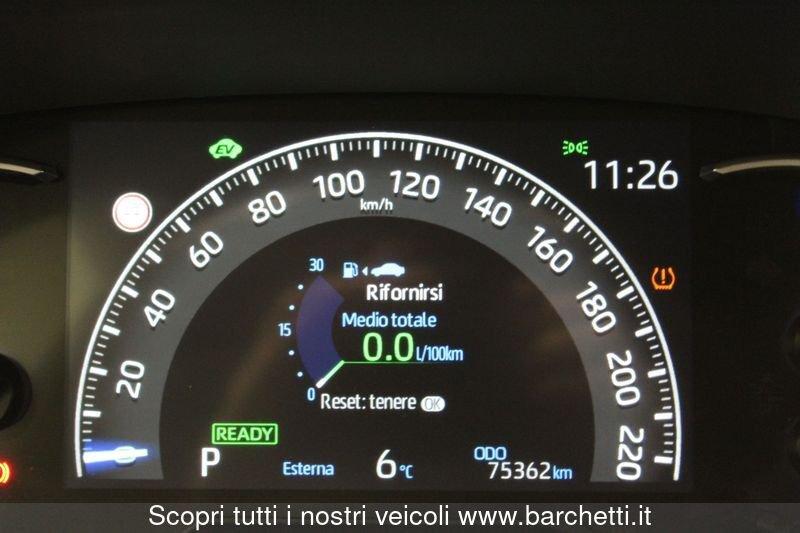 EV
11:26
100
120
km/h
80
140
60
160
40
180
20
200
220
30
15
0
Rifornirsi
Medio totale
0.0 L/100km
Reset: tenere OK
READY
P
Esterna 6 °C
ODO
75362 km
Scopri tutti i nostri veicoli www.barchetti.it